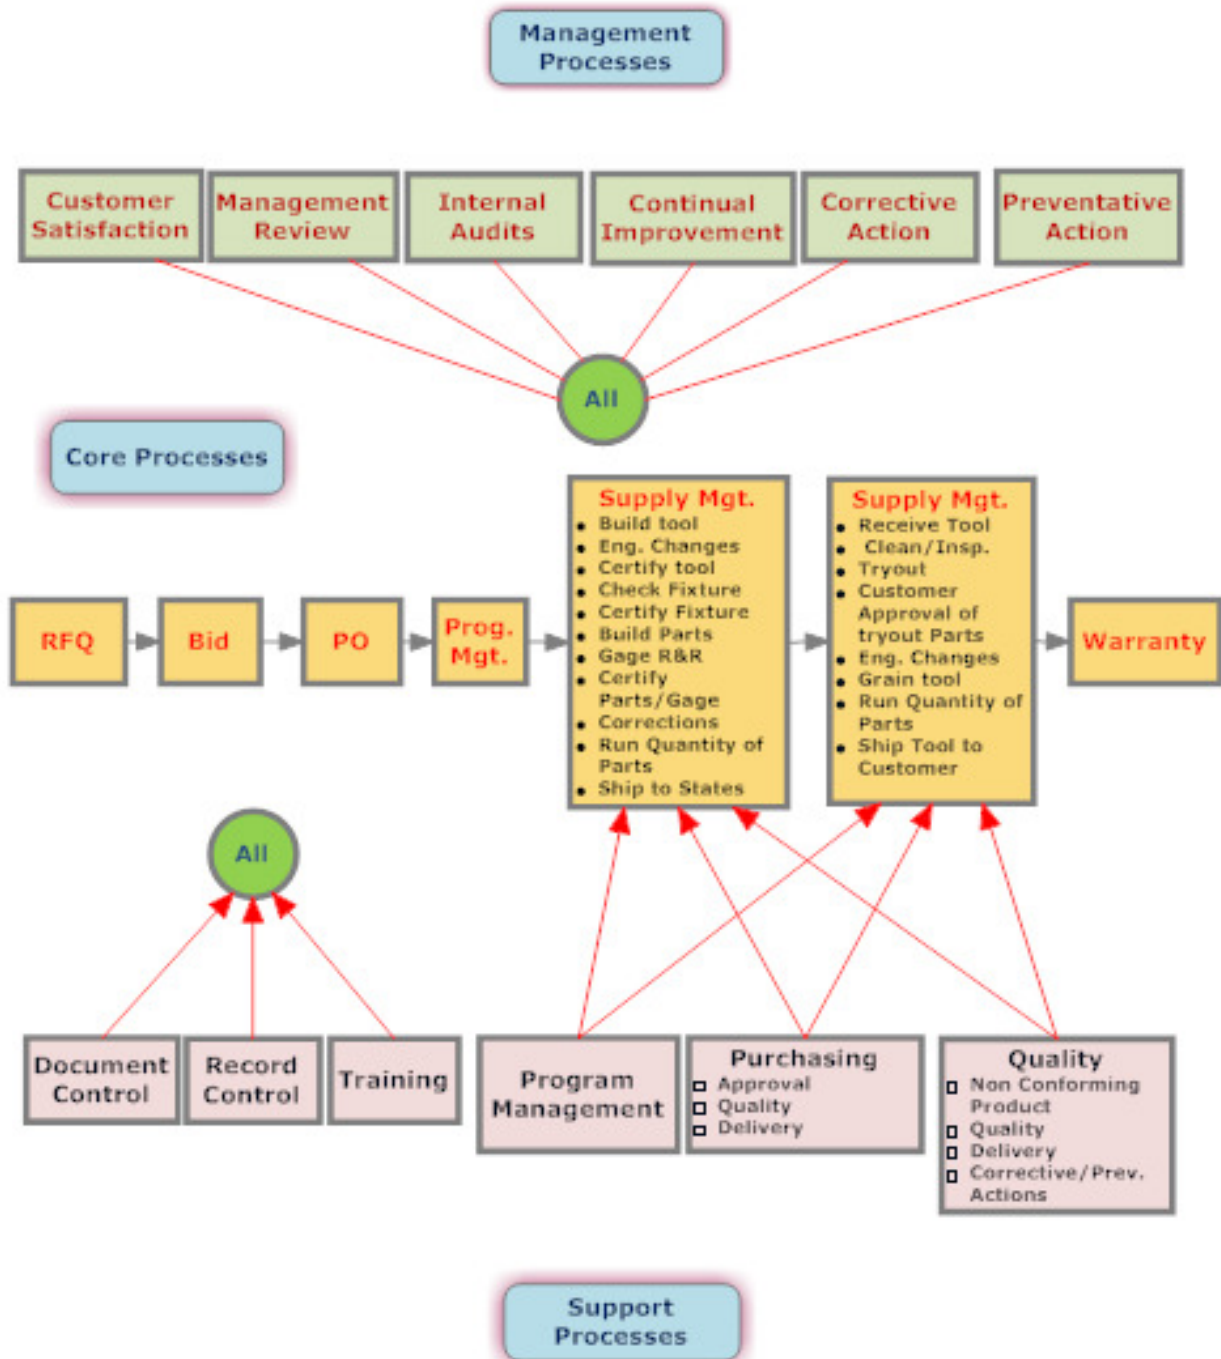 Management
Processes
Customer
Satisfaction
Management
Review
Internal
Audits
Continual
Improvement
Corrective
Action
Preventative
Action
All
Core Processes
RFQ
Bid
PO
Prog.
Mgt.
Supply Mgt.
• Build tool
• Eng. Changes
• Certify tool
• Check Fixture
• Certify Fixture
• Build Parts
• Gage R&R
• Certify
Parts/Gage
• Corrections
• Run Quantity of
Parts
• Ship to States
Supply Mgt.
• Receive Tool
• Clean/Insp.
• Tryout
• Customer
Approval of
tryout Parts
• Eng. Changes
• Grain tool
• Run Quantity of
Parts
• Ship Tool to
Customer
Warranty
All
Document
Control
Record
Control
Training
Program
Management
Purchasing
Approval
Quality
Delivery
Quality
Non Conforming
Product
Quality
Delivery
Corrective/Prev.
Actions
Support
Processes